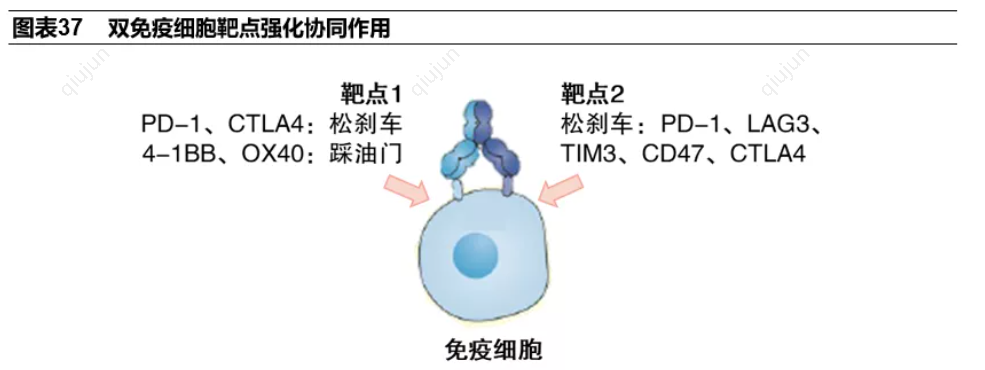 图表37 双免疫细胞靶点强化协同作用
qiujun
qiujun
qiujun
靶点1
PD-1、CTLA4：松刹车
4-1BB、OX40：踩油门
靶点2
松刹车：PD-1、LAG3、
TIM3、CD47、CTLA4
免疫细胞